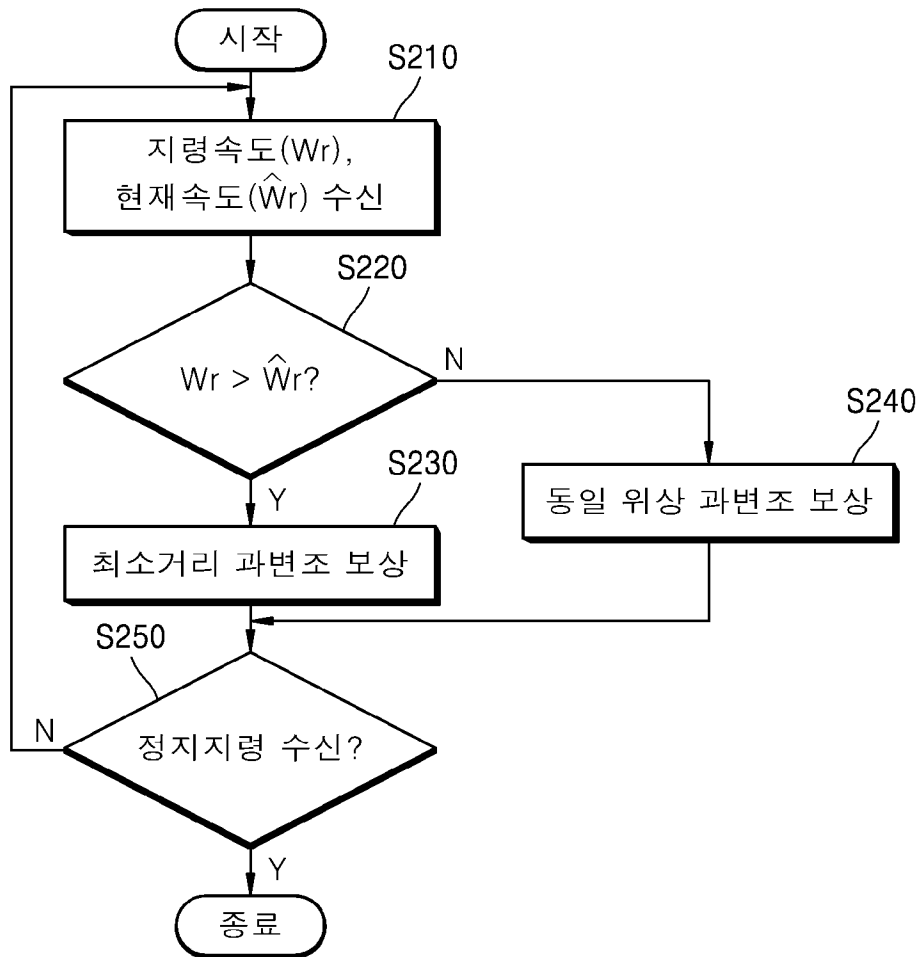 시작
S210
지령속도(Wr),
현재속도(Ŵr) 수신
S220
Wr > Ŵr?
N
S240
동일 위상 과변조 보상
Y
S230
최소거리 과변조 보상
S250
N
정지지령 수신?
Y
종료